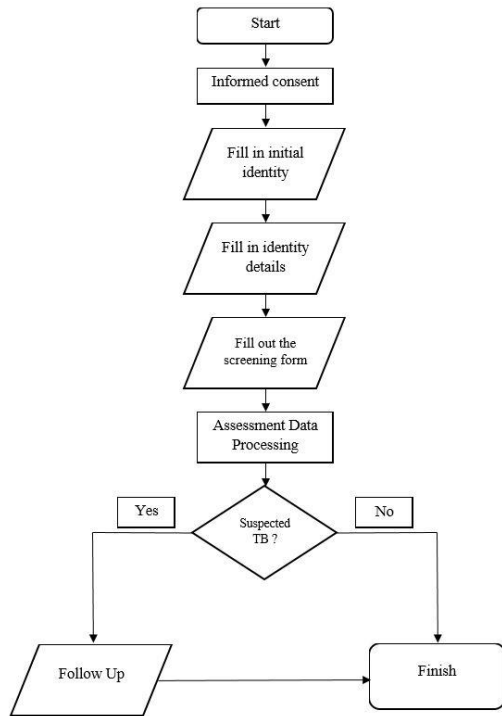 Start
Informed consent
Fill in initial
identity
Fill in identity
details
Fill out the
screening form
Assessment Data
Processing
Yes
Suspected
TB ?
No
Follow Up
Finish